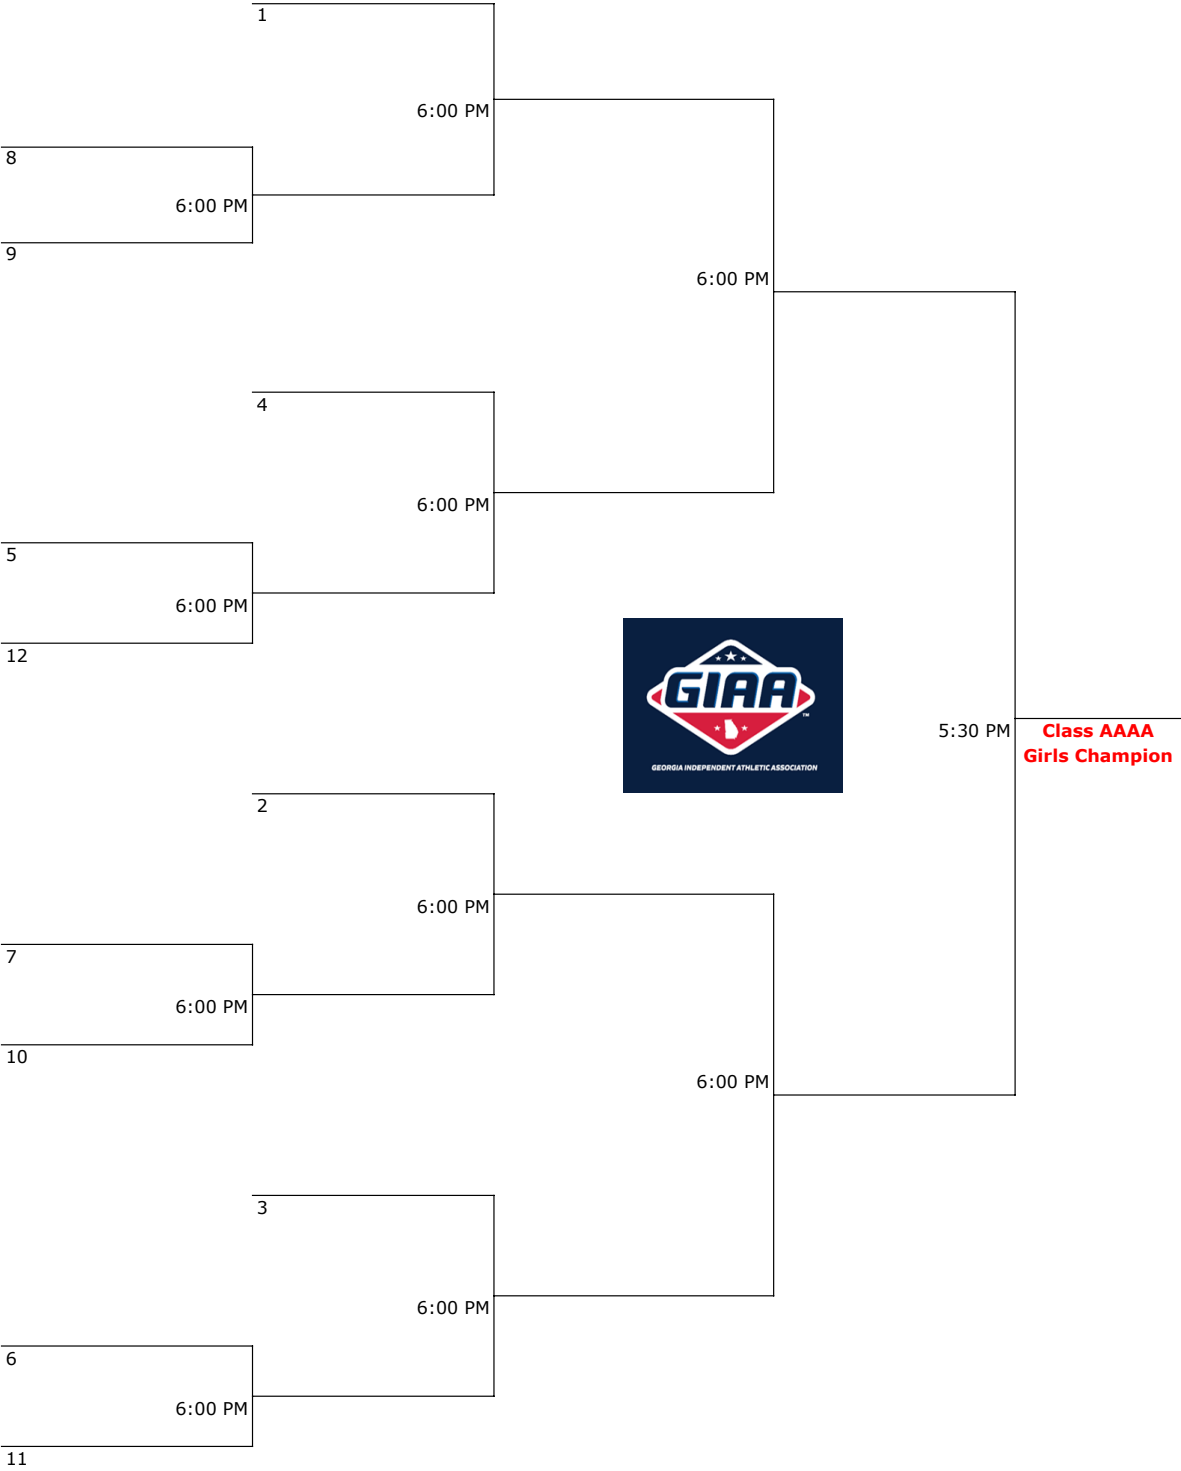 1
6:00 PM
8
6:00 PM
9
6:00 PM
4
6:00 PM
5
6:00 PM
12
GIAA
™
GEORGIA INDEPENDENT ATHLETIC ASSOCIATION
5:30 PM
Class AAAA
Girls Champion
2
6:00 PM
7
6:00 PM
10
6:00 PM
3
6:00 PM
6
6:00 PM
11